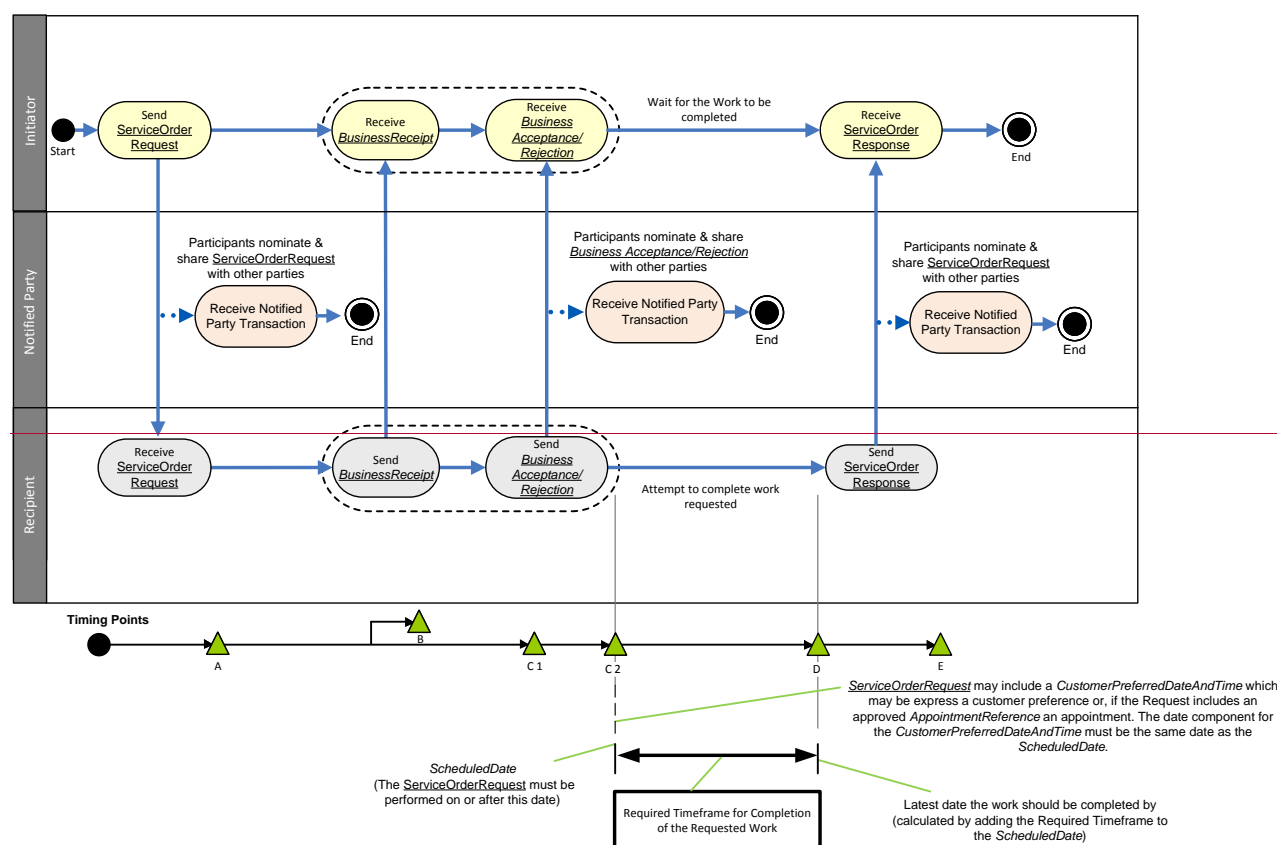 Initiator
Start
Send
ServiceOrder
Request
Receive
BusinessReceipt
Receive
Business
Acceptance/
Rejection
Wait for the Work to be
completed
Receive
ServiceOrder
Response
End
Notified Party
Participants nominate &
share ServiceOrderRequest
with other parties
Receive Notified
Party Transaction
End
Participants nominate & share
Business Acceptance/Rejection
with other parties
Receive Notified Party
Transaction
End
Participants nominate &
share ServiceOrderRequest
with other parties
Receive Notified
Party Transaction
End
Recipient
Receive
ServiceOrder
Request
Send
BusinessReceipt
Send
Business
Acceptance/
Rejection
Attempt to complete work
requested
Send
ServiceOrder
Response
Timing Points
A
B
C 1
C 2
D
E
ServiceOrderRequest may include a CustomerPreferredDateAndTime which
may be express a customer preference or, if the Request includes an
approved AppointmentReference an appointment. The date component for
the CustomerPreferredDateAndTime must be the same date as the
ScheduledDate.
ScheduledDate
(The ServiceOrderRequest must be
performed on or after this date)
Required Timeframe for Completion
of the Requested Work
Latest date the work should be completed by
(calculated by adding the Required Timeframe to
the ScheduledDate)